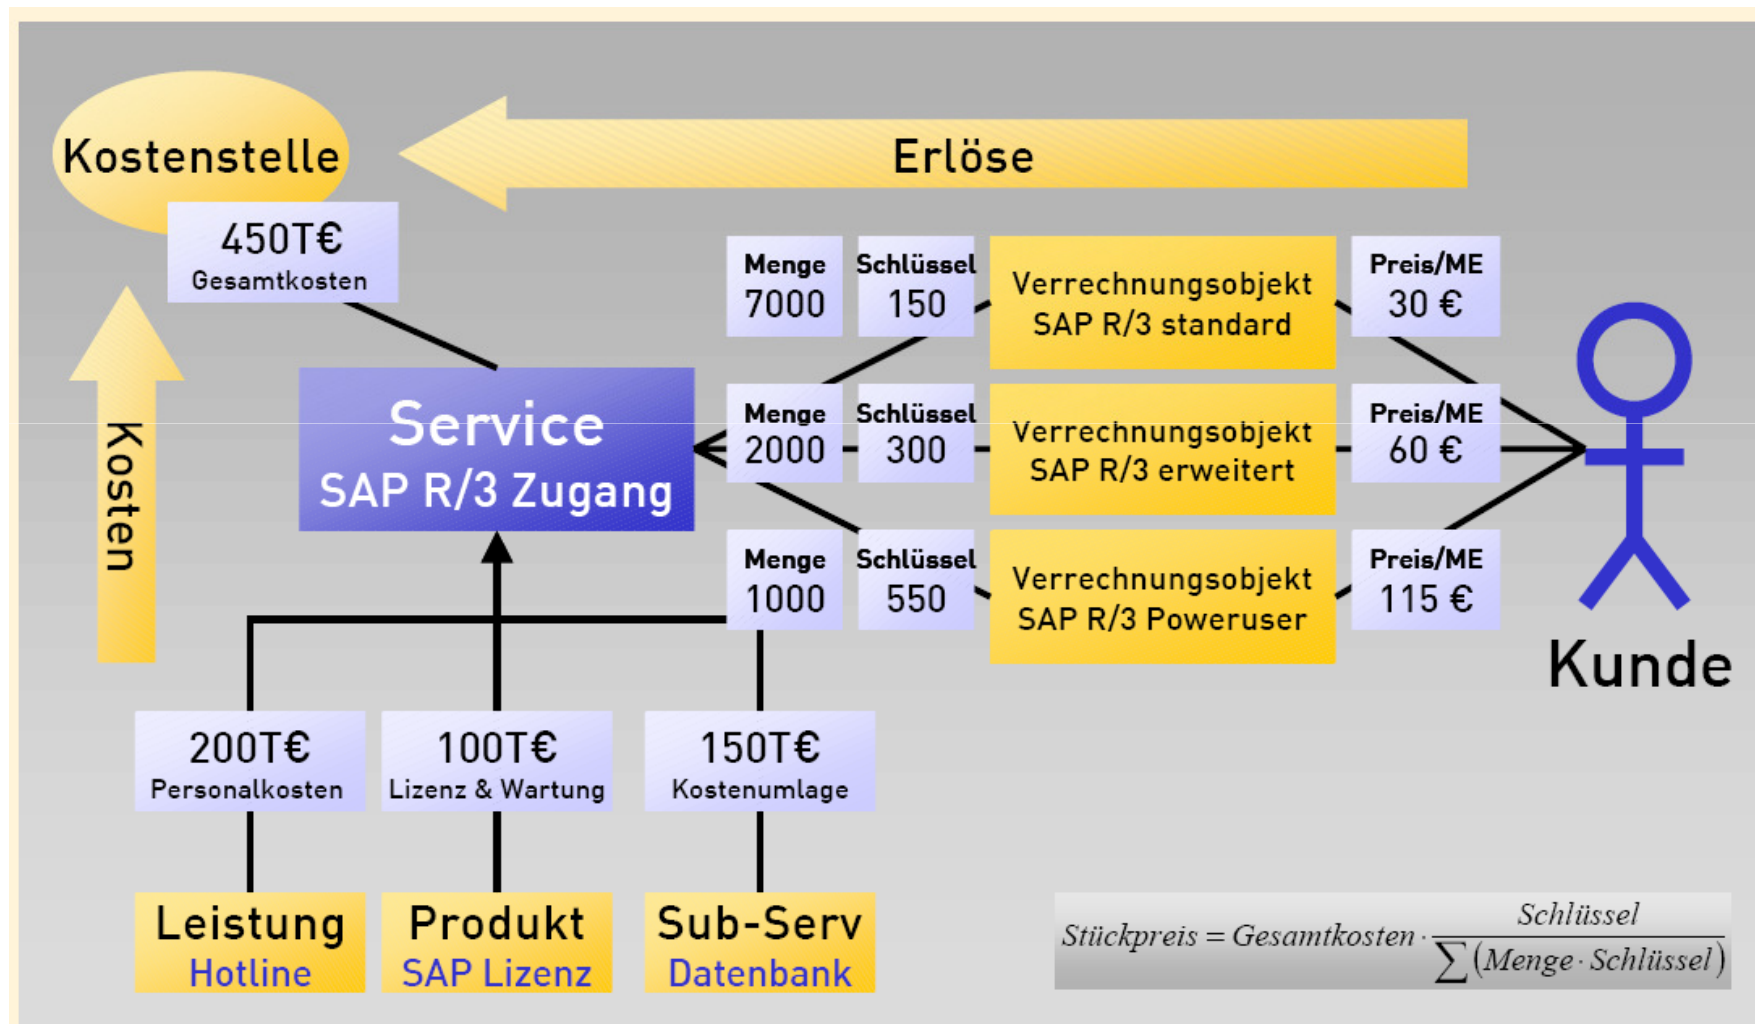 Kostenstelle
Erlöse
450T€
Gesamtkosten
Kosten
Service
SAP R/3 Zugang
Menge
7000
Schlüssel
150
Verrechnungsobjekt
SAP R/3 standard
Preis/ME
30 €
Menge
2000
Schlüssel
300
Verrechnungsobjekt
SAP R/3 erweitert
Preis/ME
60 €
Menge
1000
Schlüssel
550
Verrechnungsobjekt
SAP R/3 Poweruser
Preis/ME
115 €
Kunde
200T€
Personalkosten
100T€
Lizenz & Wartung
150T€
Kostenumlage
Leistung
Hotline
Produkt
SAP Lizenz
Sub-Serv
Datenbank
Stückpreis = Gesamtkosten · Schlüssel / ∑(Menge · Schlüssel)